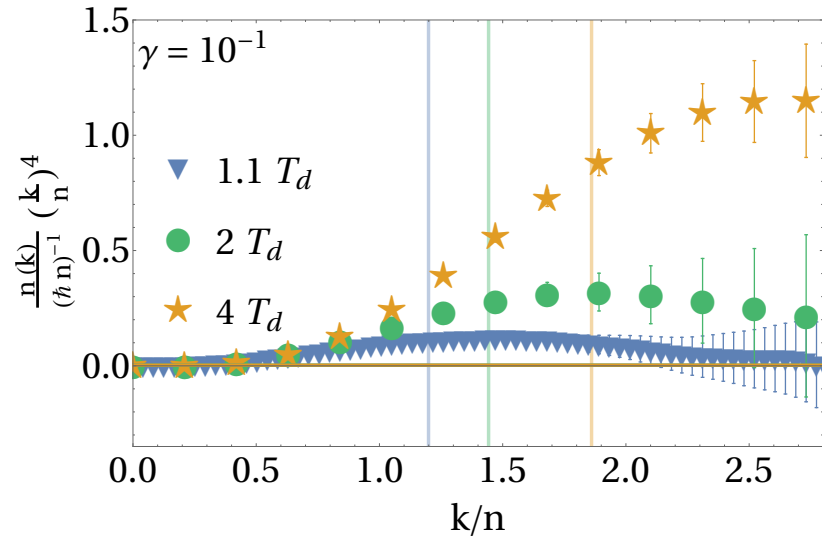 γ = 10⁻¹
1.1 T_d
2 T_d
4 T_d
n(k)/(ħ n)⁻¹ (k/n)⁴
1.5
1.0
0.5
0.0
0.0 0.5 1.0 1.5 2.0 2.5
k/n